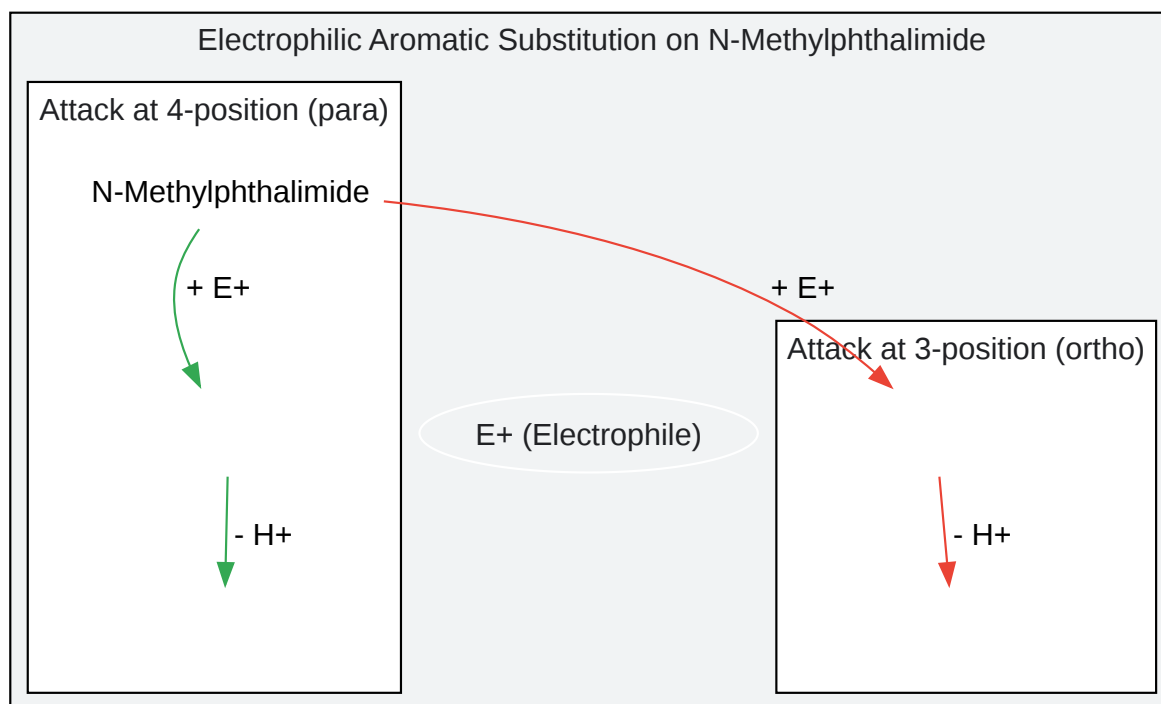 Electrophilic Aromatic Substitution on N-Methylphthalimide
Attack at 4-position (para)
N-Methylphthalimide
+ E+
- H+
E+ (Electrophile)
+ E+
Attack at 3-position (ortho)
- H+